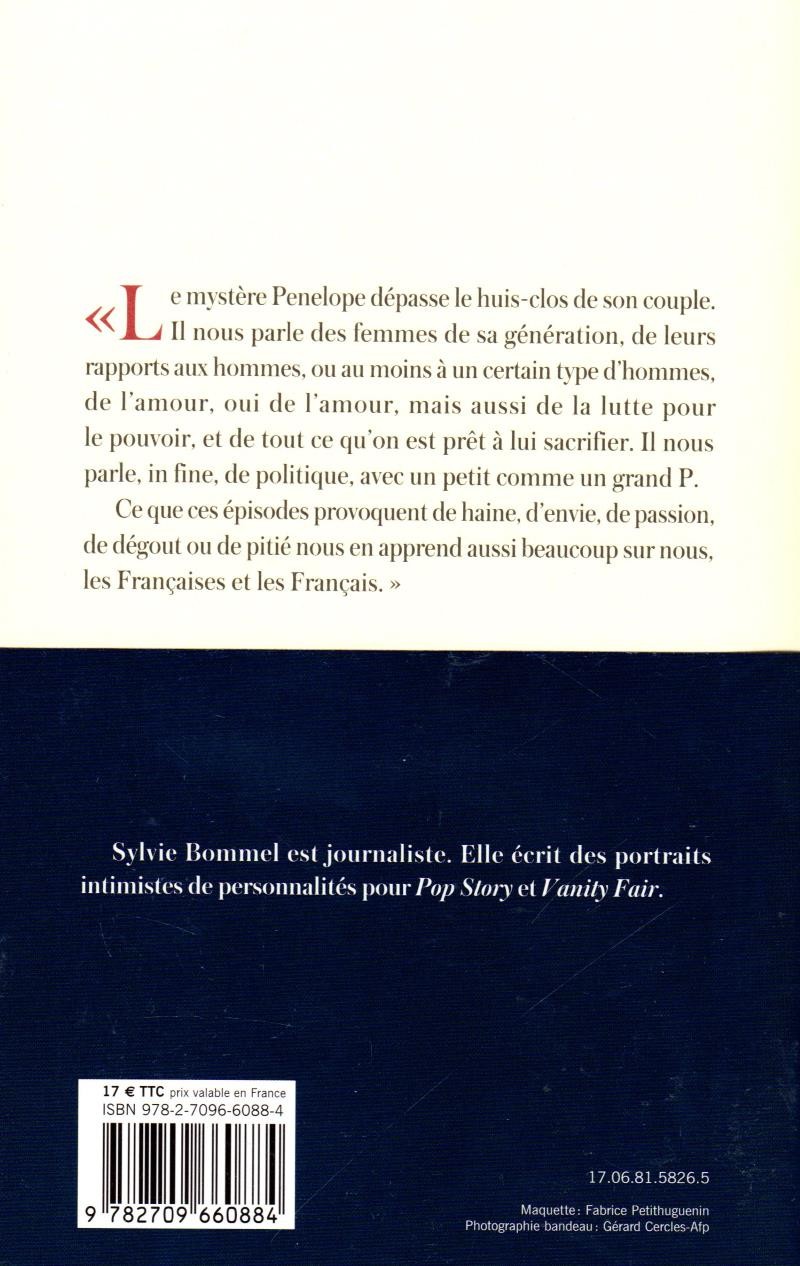 « Le mystère Penelope dépasse le huis-clos de son couple.
Il nous parle des femmes de sa génération, de leurs
rapports aux hommes, ou au moins à un certain type d'hommes,
de l'amour, oui de l'amour, mais aussi de la lutte pour
le pouvoir, et de tout ce qu'on est prêt à lui sacrifier. Il nous
parle, in fine, de politique, avec un petit comme un grand P.
Ce que ces épisodes provoquent de haine, d'envie, de passion,
de dégout ou de pitié nous en apprend aussi beaucoup sur nous,
les Françaises et les Français. »
Sylvie Bommel est journaliste. Elle écrit des portraits
intimistes de personnalités pour Pop Story et Vanity Fair.
17 € TTC prix valable en France
ISBN 978-2-7096-6088-4
9 782709 660884
17.06.81.5826.5
Maquette : Fabrice Petithuguenin
Photographie bandeau : Gérard Cercles-Afp